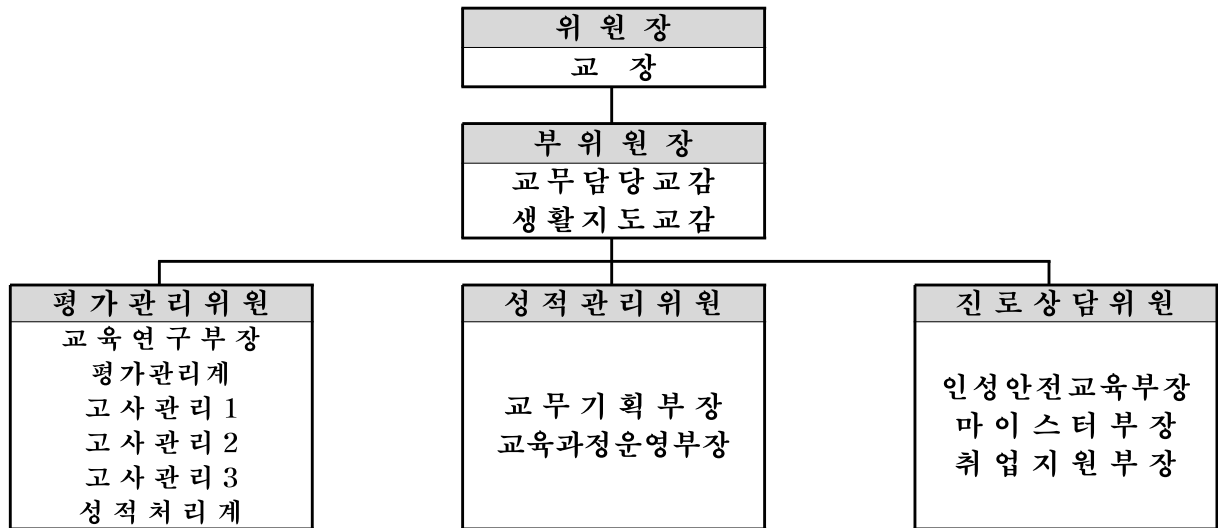 위원장
교장
부위원장
교무담당교감
생활지도교감
평가관리위원
교육연구부장
평가관리계
고사관리1
고사관리2
고사관리3
성적처리계
성적관리위원
교무기획부장
교육과정운영부장
진로상담위원
인성안전교육부장
마이스터부장
취업지원부장